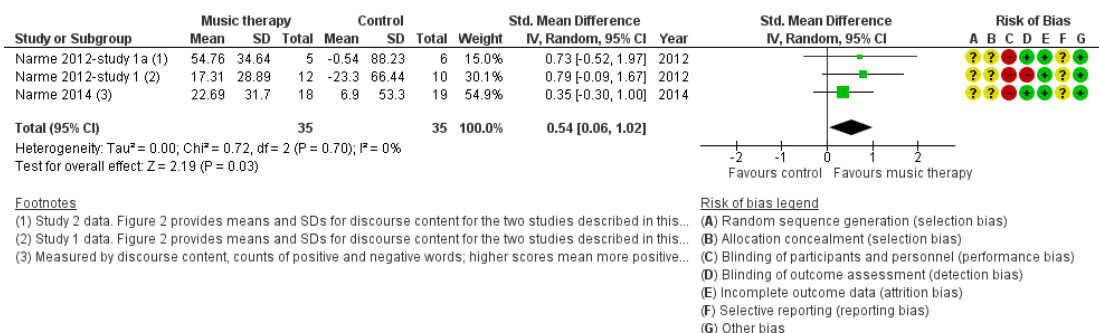 Music therapy Control Std. Mean Difference Std. Mean Difference Risk of Bias
Study or Subgroup Mean SD Total Mean SD Total Weight IV, Random, 95% CI Year IV, Random, 95% CI A B C D E F G
Narme 2012-study 1a (1) 54.76 34.64 5 -0.54 88.23 6 15.0% 0.73 [-0.52, 1.97] 2012 ? ? - + + ? +
Narme 2012-study 1 (2) 17.31 28.89 12 -23.3 66.44 10 30.1% 0.79 [-0.09, 1.67] 2012 ? ? - - + ? +
Narme 2014 (3) 22.69 31.7 18 6.9 53.3 19 54.9% 0.35 [-0.30, 1.00] 2014 ? ? - + + ? +
Total (95% CI) 35 35 100.0% 0.54 [0.06, 1.02]
Heterogeneity: Tau² = 0.00; Chi² = 0.72, df = 2 (P = 0.70); I² = 0%
Test for overall effect: Z = 2.19 (P = 0.03)
-2 -1 0 1 2
Favours control Favours music therapy
Footnotes
(1) Study 2 data. Figure 2 provides means and SDs for discourse content for the two studies described in this...
(2) Study 1 data. Figure 2 provides means and SDs for discourse content for the two studies described in this...
(3) Measured by discourse content, counts of positive and negative words; higher scores mean more positive...
Risk of bias legend
(A) Random sequence generation (selection bias)
(B) Allocation concealment (selection bias)
(C) Blinding of participants and personnel (performance bias)
(D) Blinding of outcome assessment (detection bias)
(E) Incomplete outcome data (attrition bias)
(F) Selective reporting (reporting bias)
(G) Other bias